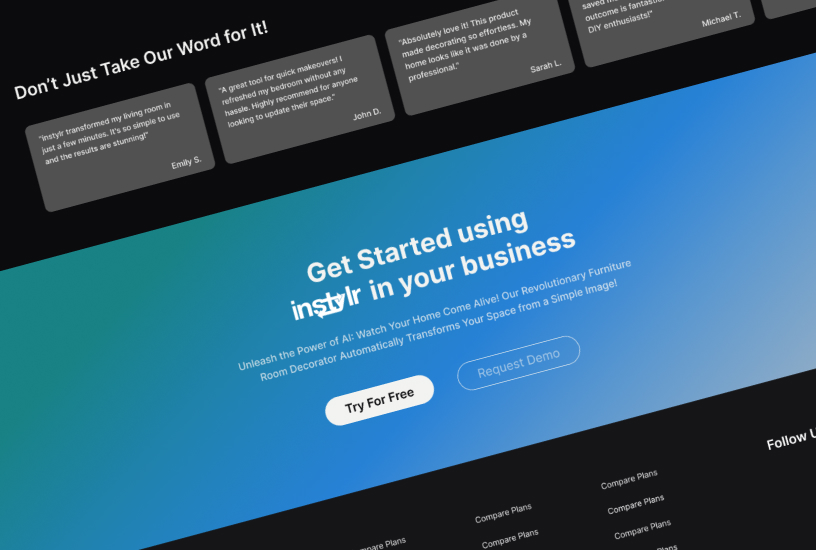 Don't Just Take Our Word for It!
"instylr transformed my living room in
just a few minutes. It's so simple to use
and the results are stunning!"
Emily S.
"A great tool for quick makeovers! I
refreshed my bedroom without any
hassle. Highly recommend for anyone
looking to update their space."
John D.
"Absolutely love it! This product
made decorating so effortless. My
home looks like it was done by a
professional."
Sarah L.
saved me
outcome is fantastic
DIY enthusiasts!"
Michael T.
Get Started using
instylr in your business
Unleash the Power of AI: Watch Your Home Come Alive! Our Revolutionary Furniture
Room Decorator Automatically Transforms Your Space from a Simple Image!
Try For Free
Request Demo
Compare Plans
Compare Plans
Compare Plans
Compare Plans
Compare Plans
Compare Plans
Plans
Follow